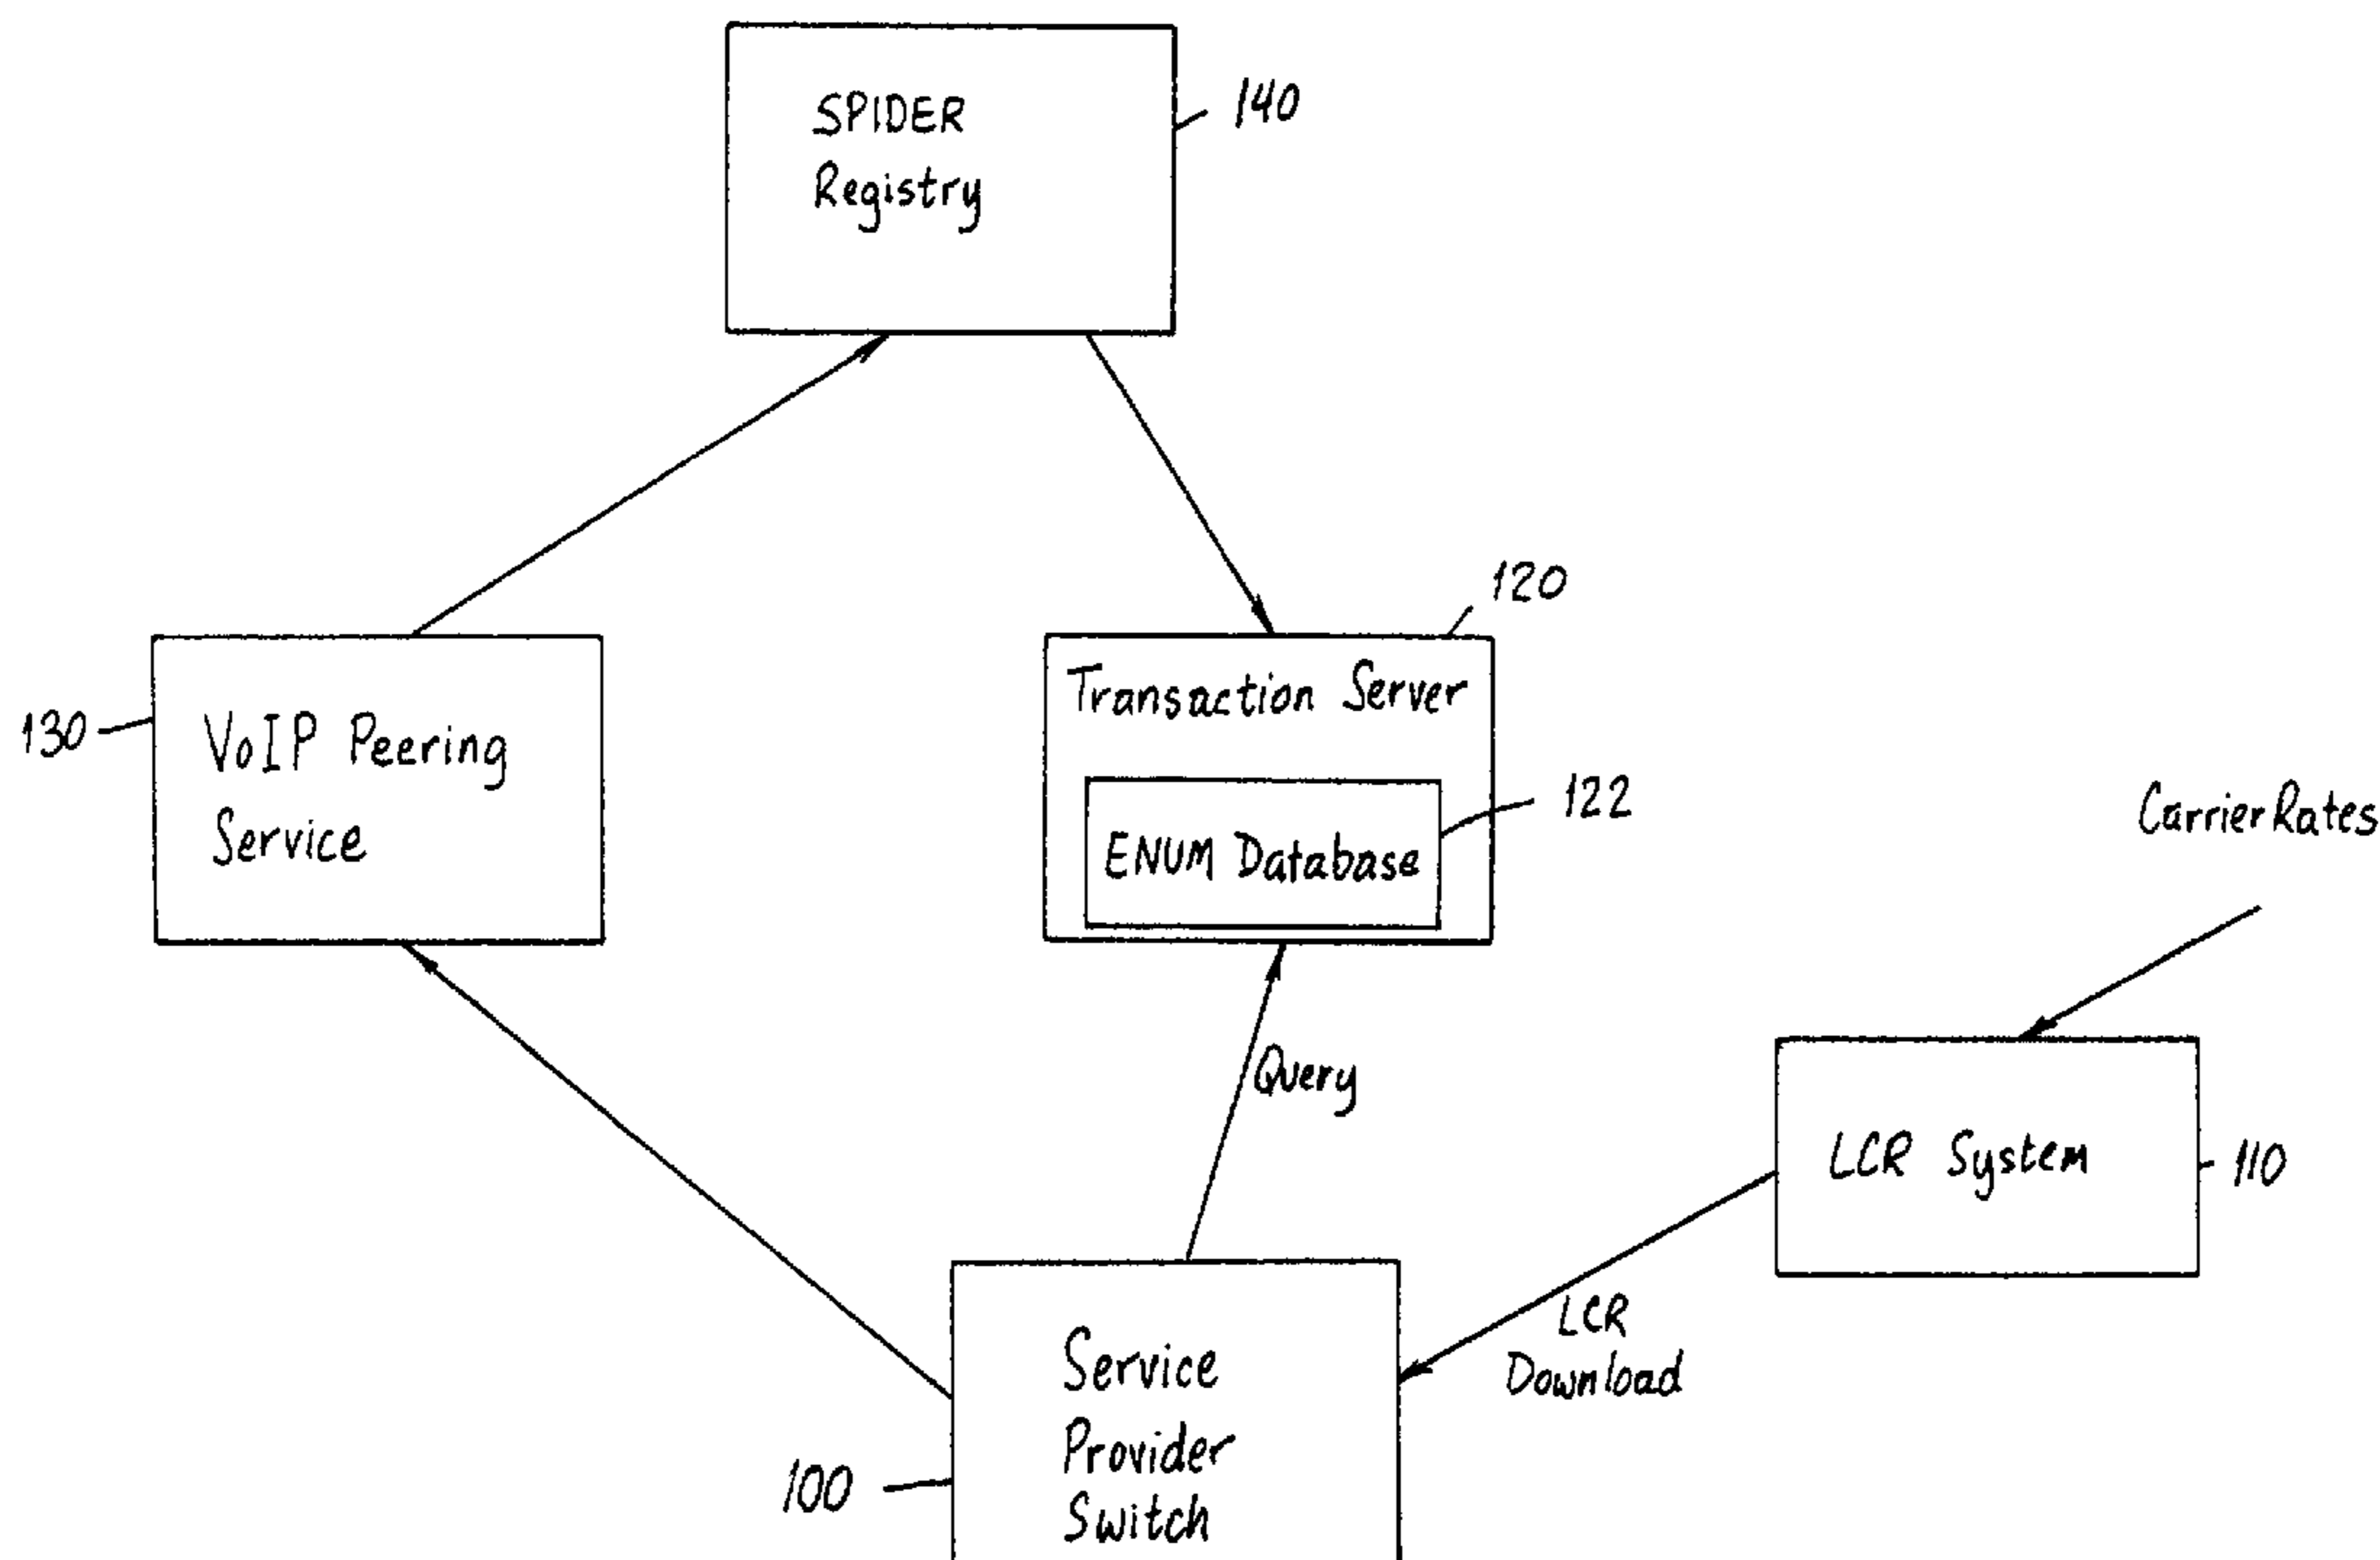 SPIDER
Registry
140
120
Transaction Server
130
VoIP Peering
Service
122
ENUM Database
Carrier Rates
Query
LCR System
110
LCR
Download
Service
Provider
Switch
100